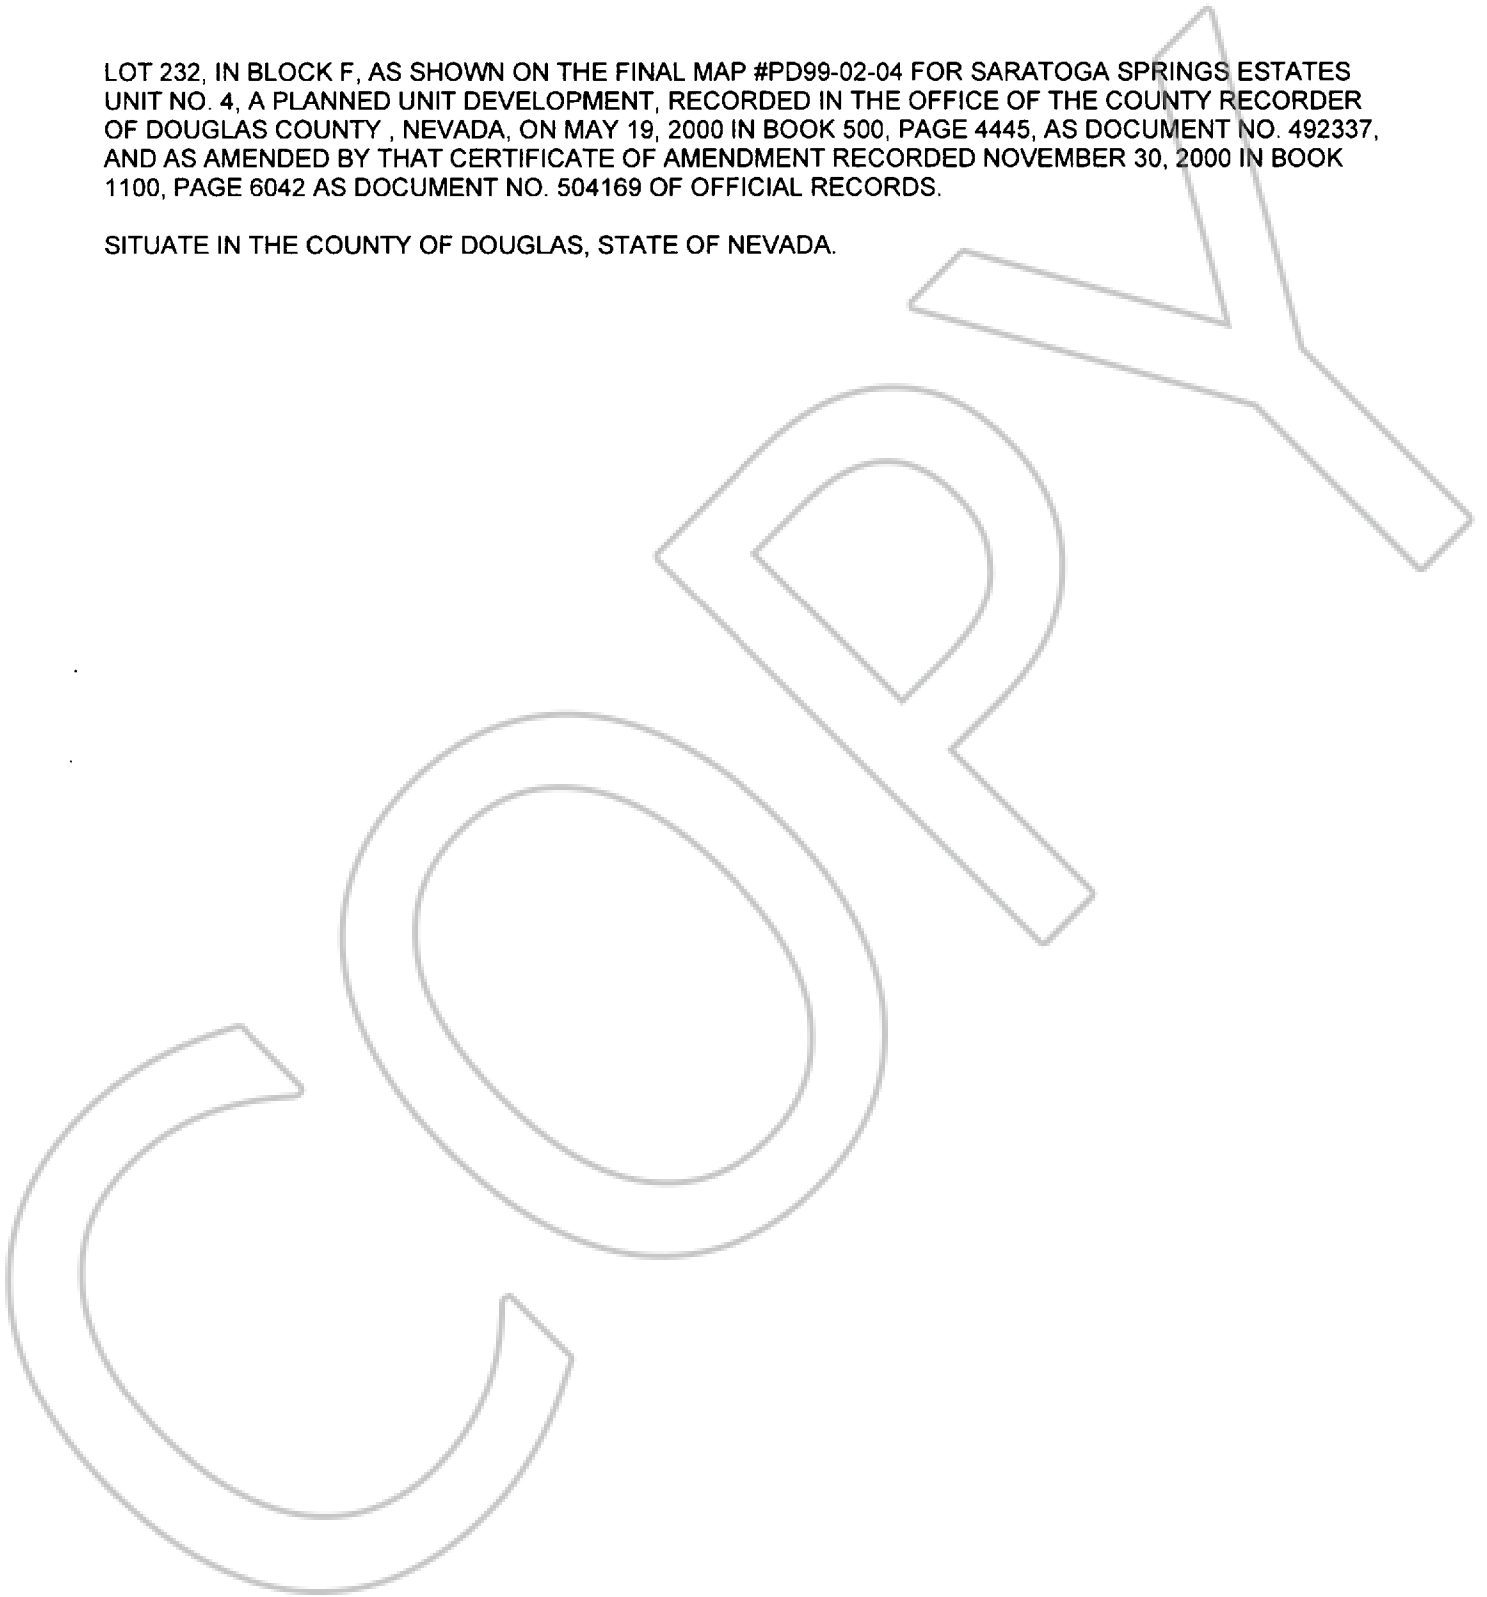 LOT 232, IN BLOCK F, AS SHOWN ON THE FINAL MAP #PD99-02-04 FOR SARATOGA SPRINGS ESTATES
UNIT NO. 4, A PLANNED UNIT DEVELOPMENT, RECORDED IN THE OFFICE OF THE COUNTY RECORDER
OF DOUGLAS COUNTY , NEVADA, ON MAY 19, 2000 IN BOOK 500, PAGE 4445, AS DOCUMENT NO. 492337,
AND AS AMENDED BY THAT CERTIFICATE OF AMENDMENT RECORDED NOVEMBER 30, 2000 IN BOOK
1100, PAGE 6042 AS DOCUMENT NO. 504169 OF OFFICIAL RECORDS.
SITUATE IN THE COUNTY OF DOUGLAS, STATE OF NEVADA.
COPY